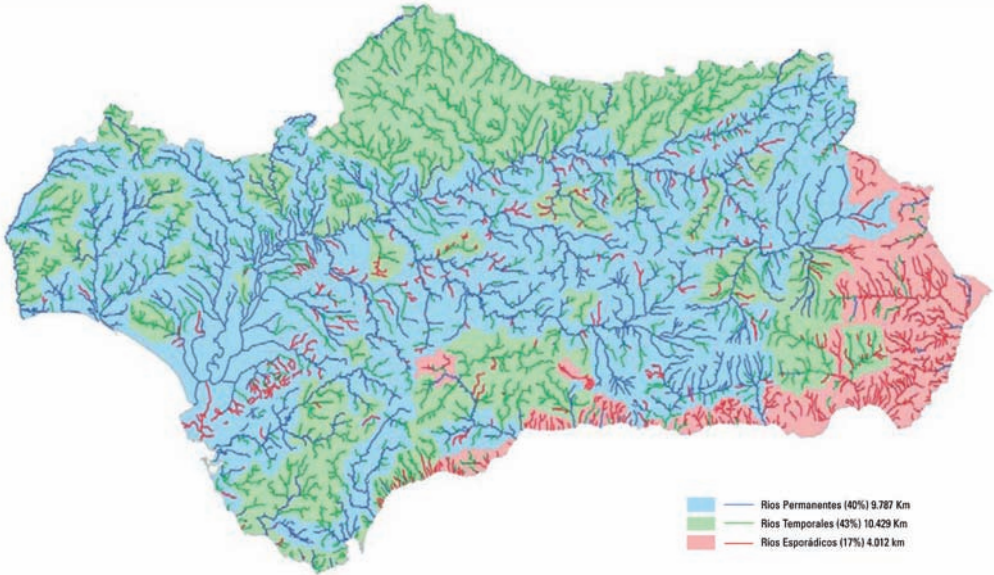 Ríos Permanentes (40%) 9.787 Km
Ríos Temporales (43%) 10.429 Km
Ríos Esporádicos (17%) 4.012 km